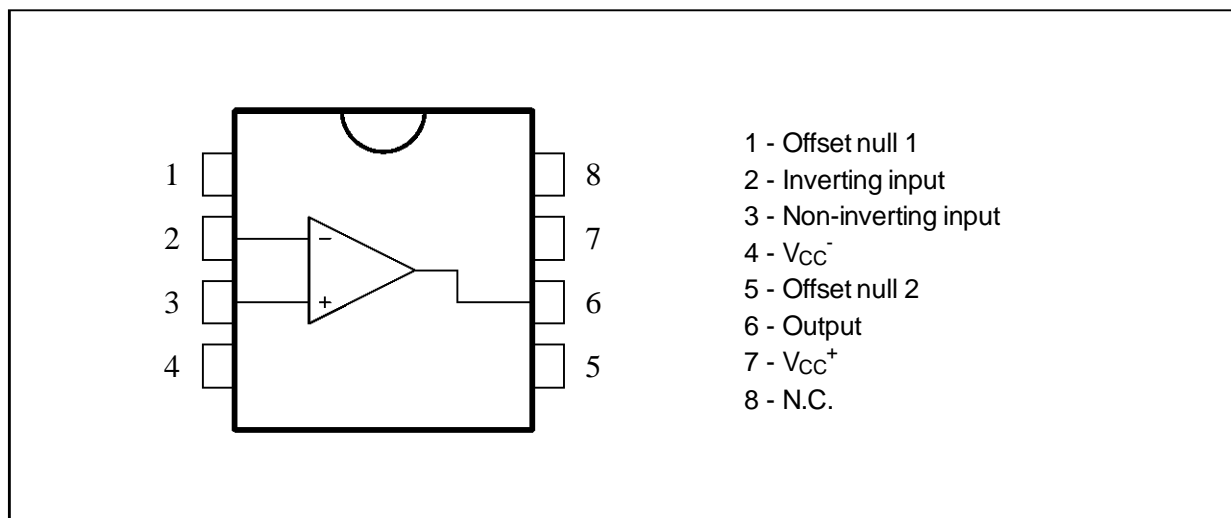 1
2
3
4
8
7
6
5
−
+
1 - Offset null 1
2 - Inverting input
3 - Non-inverting input
4 - VCC-
5 - Offset null 2
6 - Output
7 - VCC+
8 - N.C.